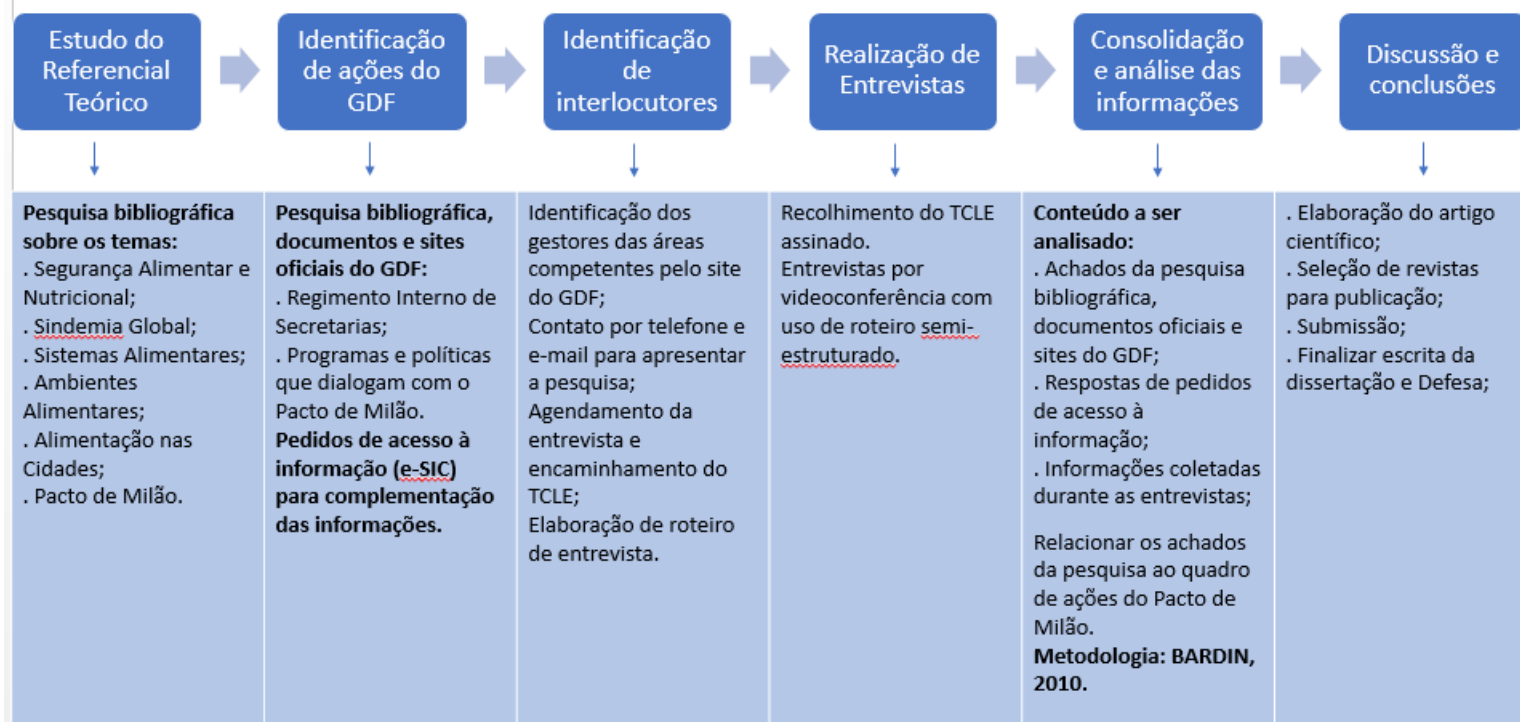 Estudo do
Referencial
Teórico
Identificação
de ações do
GDF
Identificação
de
interlocutores
Realização de
Entrevistas
Consolidação
e análise das
informações
Discussão e
conclusões
Pesquisa bibliográfica
sobre os temas:
. Segurança Alimentar e
Nutricional;
. Sindemia Global;
. Sistemas Alimentares;
. Ambientes
Alimentares;
. Alimentação nas
Cidades;
. Pacto de Milão.
Pesquisa bibliográfica,
documentos e sites
oficiais do GDF:
. Regimento Interno de
Secretarias;
. Programas e políticas
que dialogam com o
Pacto de Milão.
Pedidos de acesso à
informação (e-SIC)
para complementação
das informações.
Identificação dos
gestores das áreas
competentes pelo site
do GDF;
Contato por telefone e
e-mail para apresentar
a pesquisa;
Agendamento da
entrevista e
encaminhamento do
TCLE;
Elaboração de roteiro
de entrevista.
Recolhimento do TCLE
assinado.
Entrevistas por
videoconferência com
uso de roteiro semi-
estruturado.
Conteúdo a ser
analisado:
. Achados da pesquisa
bibliográfica,
documentos oficiais e
sites do GDF;
. Respostas de pedidos
de acesso à
informação;
. Informações coletadas
durante as entrevistas;
Relacionar os achados
da pesquisa ao quadro
de ações do Pacto de
Milão.
Metodologia: BARDIN,
2010.
. Elaboração do artigo
científico;
. Seleção de revistas
para publicação;
. Submissão;
. Finalizar escrita da
dissertação e Defesa;